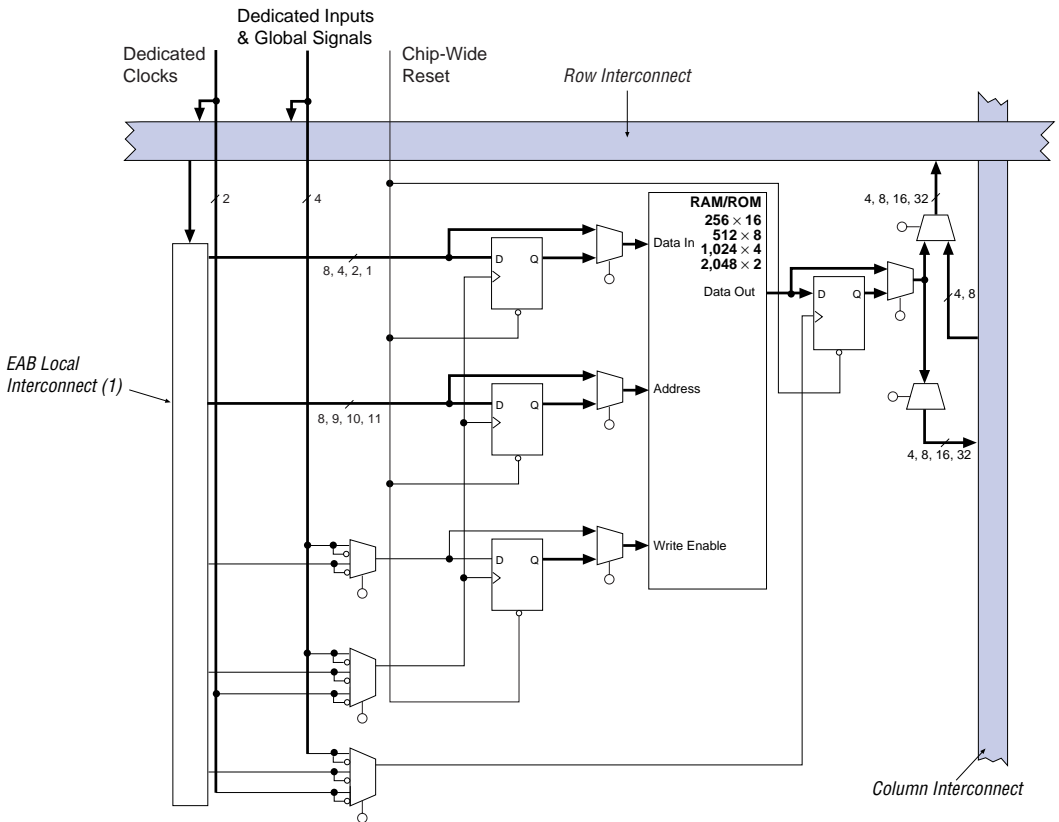 Dedicated Inputs
& Global Signals
Dedicated
Clocks
Chip-Wide
Reset
Row Interconnect
2
4
4, 8, 16, 32
RAM/ROM
256 × 16
512 × 8
1,024 × 4
2,048 × 2
Data In
D
Q
8, 4, 2, 1
Data Out
D
Q
4, 8
EAB Local
Interconnect (1)
Address
D
Q
8, 9, 10, 11
4, 8, 16, 32
Write Enable
D
Q
Column Interconnect